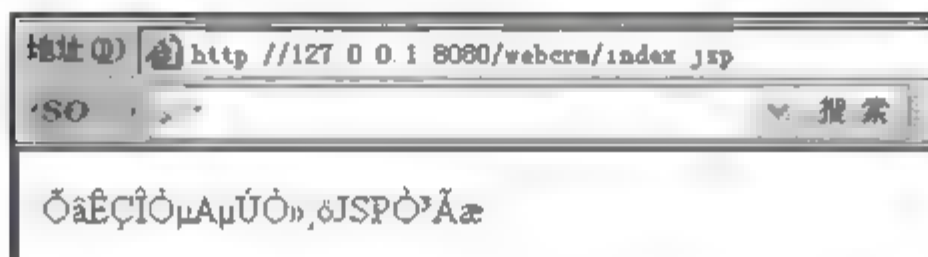 地址(D) http //127 0 0.1 8080/webcrm/index jsp
搜索
ÕâÊÇÎÒµÄµÚÒ»¸öJSPÒ³Ãæ